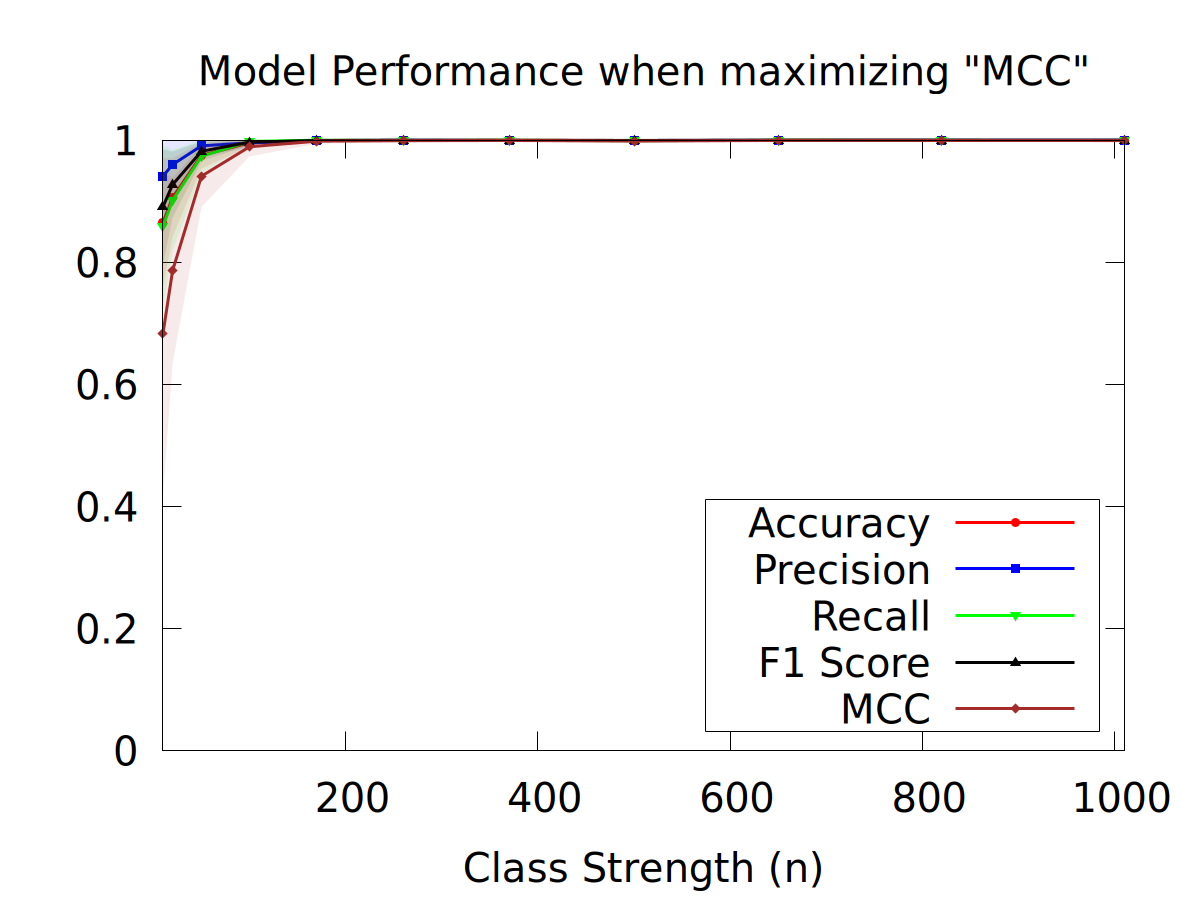 Model Performance when maximizing "MCC"
1
0.8
0.6
0.4
0.2
0
Accuracy
Precision
Recall
F1 Score
MCC
200 400 600 800 1000
Class Strength (n)